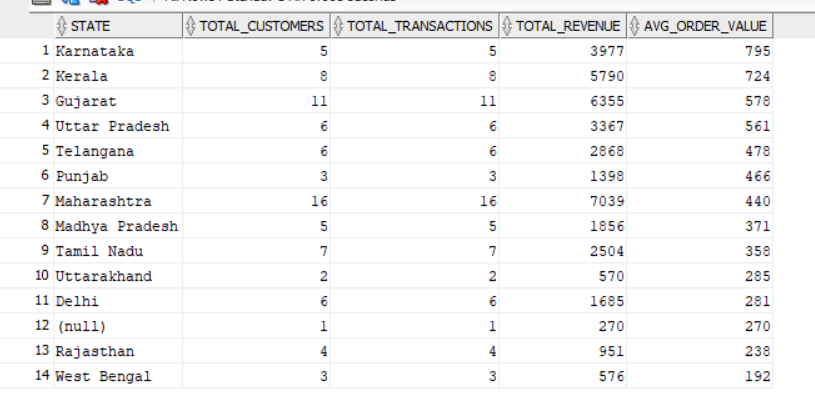 STATE TOTAL_CUSTOMERS TOTAL_TRANSACTIONS TOTAL_REVENUE AVG_ORDER_VALUE
1 Karnataka 5 5 3977 795
2 Kerala 8 8 5790 724
3 Gujarat 11 11 6355 578
4 Uttar Pradesh 6 6 3367 561
5 Telangana 6 6 2868 478
6 Punjab 3 3 1398 466
7 Maharashtra 16 16 7039 440
8 Madhya Pradesh 5 5 1856 371
9 Tamil Nadu 7 7 2504 358
10 Uttarakhand 2 2 570 285
11 Delhi 6 6 1685 281
12 (null) 1 1 270 270
13 Rajasthan 4 4 951 238
14 West Bengal 3 3 576 192